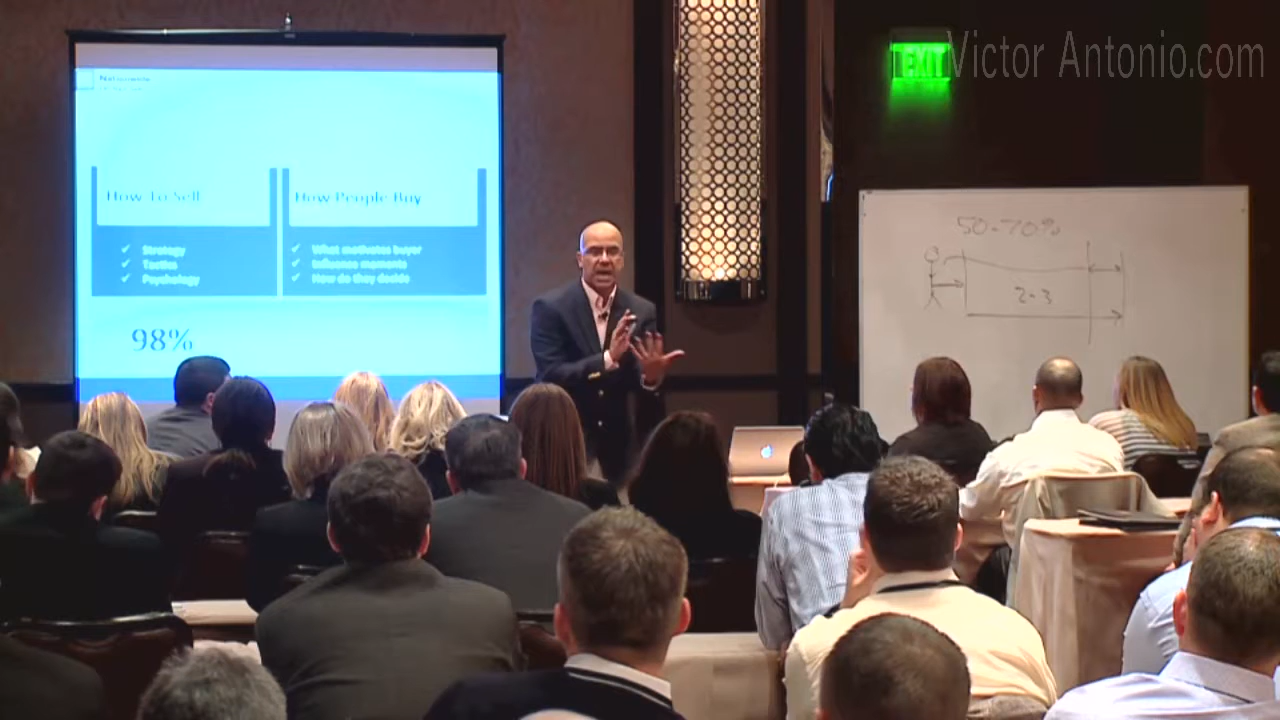 Victor Antonio.com
EXIT
Nationwide
How To Sell
Strategy
Tactics
Psychology
How People Buy
What motivates buyer
Influence moments
How do they decide
98%
50-70%
2-3